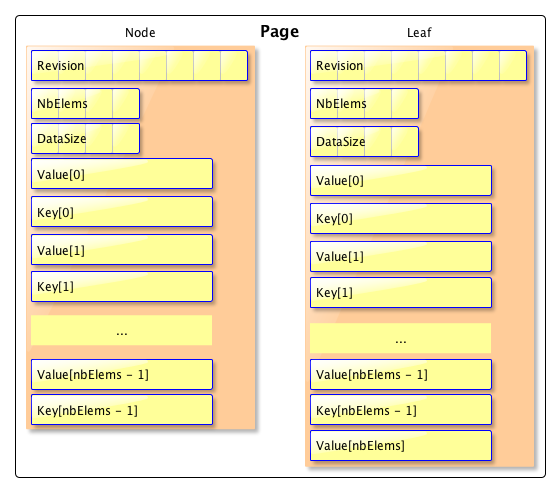 Page
Node
Revision
NbElems
DataSize
Value[0]
Key[0]
Value[1]
Key[1]
...
Value[nbElems - 1]
Key[nbElems - 1]
Leaf
Revision
NbElems
DataSize
Value[0]
Key[0]
Value[1]
Key[1]
...
Value[nbElems - 1]
Key[nbElems - 1]
Value[nbElems]